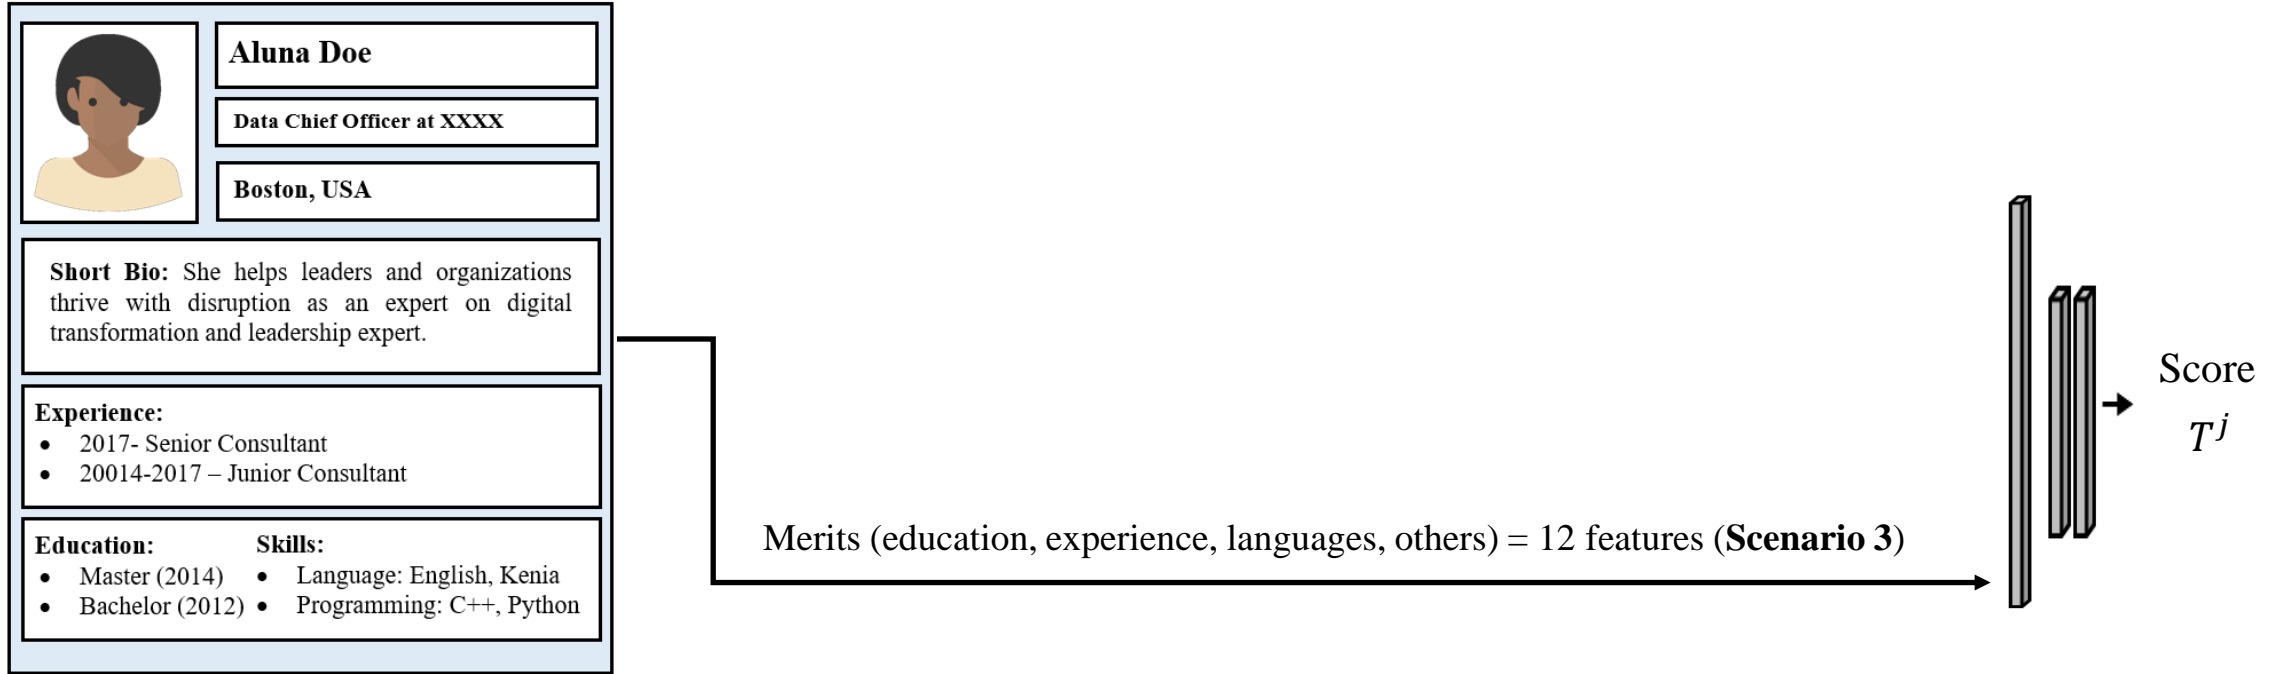 Aluna Doe
Data Chief Officer at XXXX
Boston, USA
Short Bio: She helps leaders and organizations
thrive with disruption as an expert on digital
transformation and leadership expert.
Experience:
• 2017- Senior Consultant
• 20014-2017 – Junior Consultant
Education:
• Master (2014)
• Bachelor (2012)
Skills:
• Language: English, Kenia
• Programming: C++, Python
Merits (education, experience, languages, others) = 12 features (Scenario 3)
Score
T^j